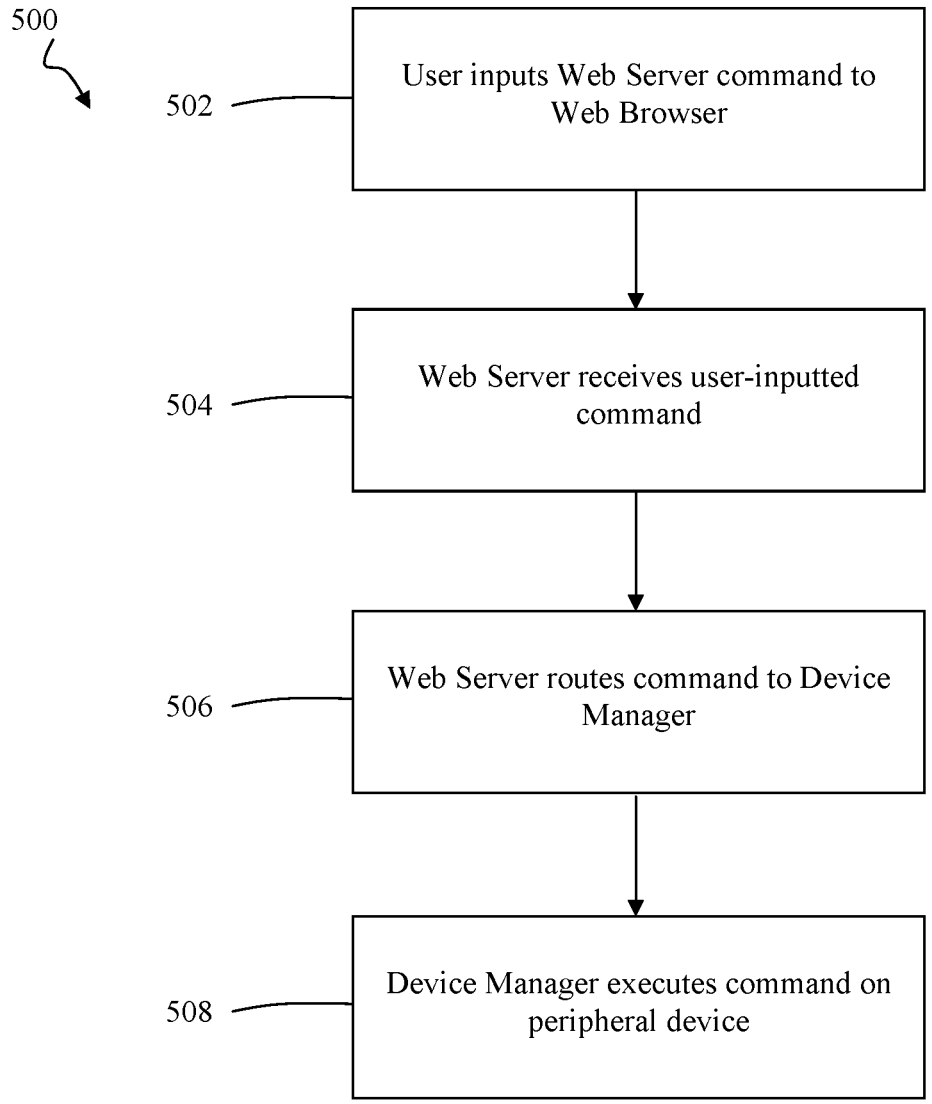 500
User inputs Web Server command to
Web Browser
502
Web Server receives user-inputted
command
504
Web Server routes command to Device
Manager
506
Device Manager executes command on
peripheral device
508